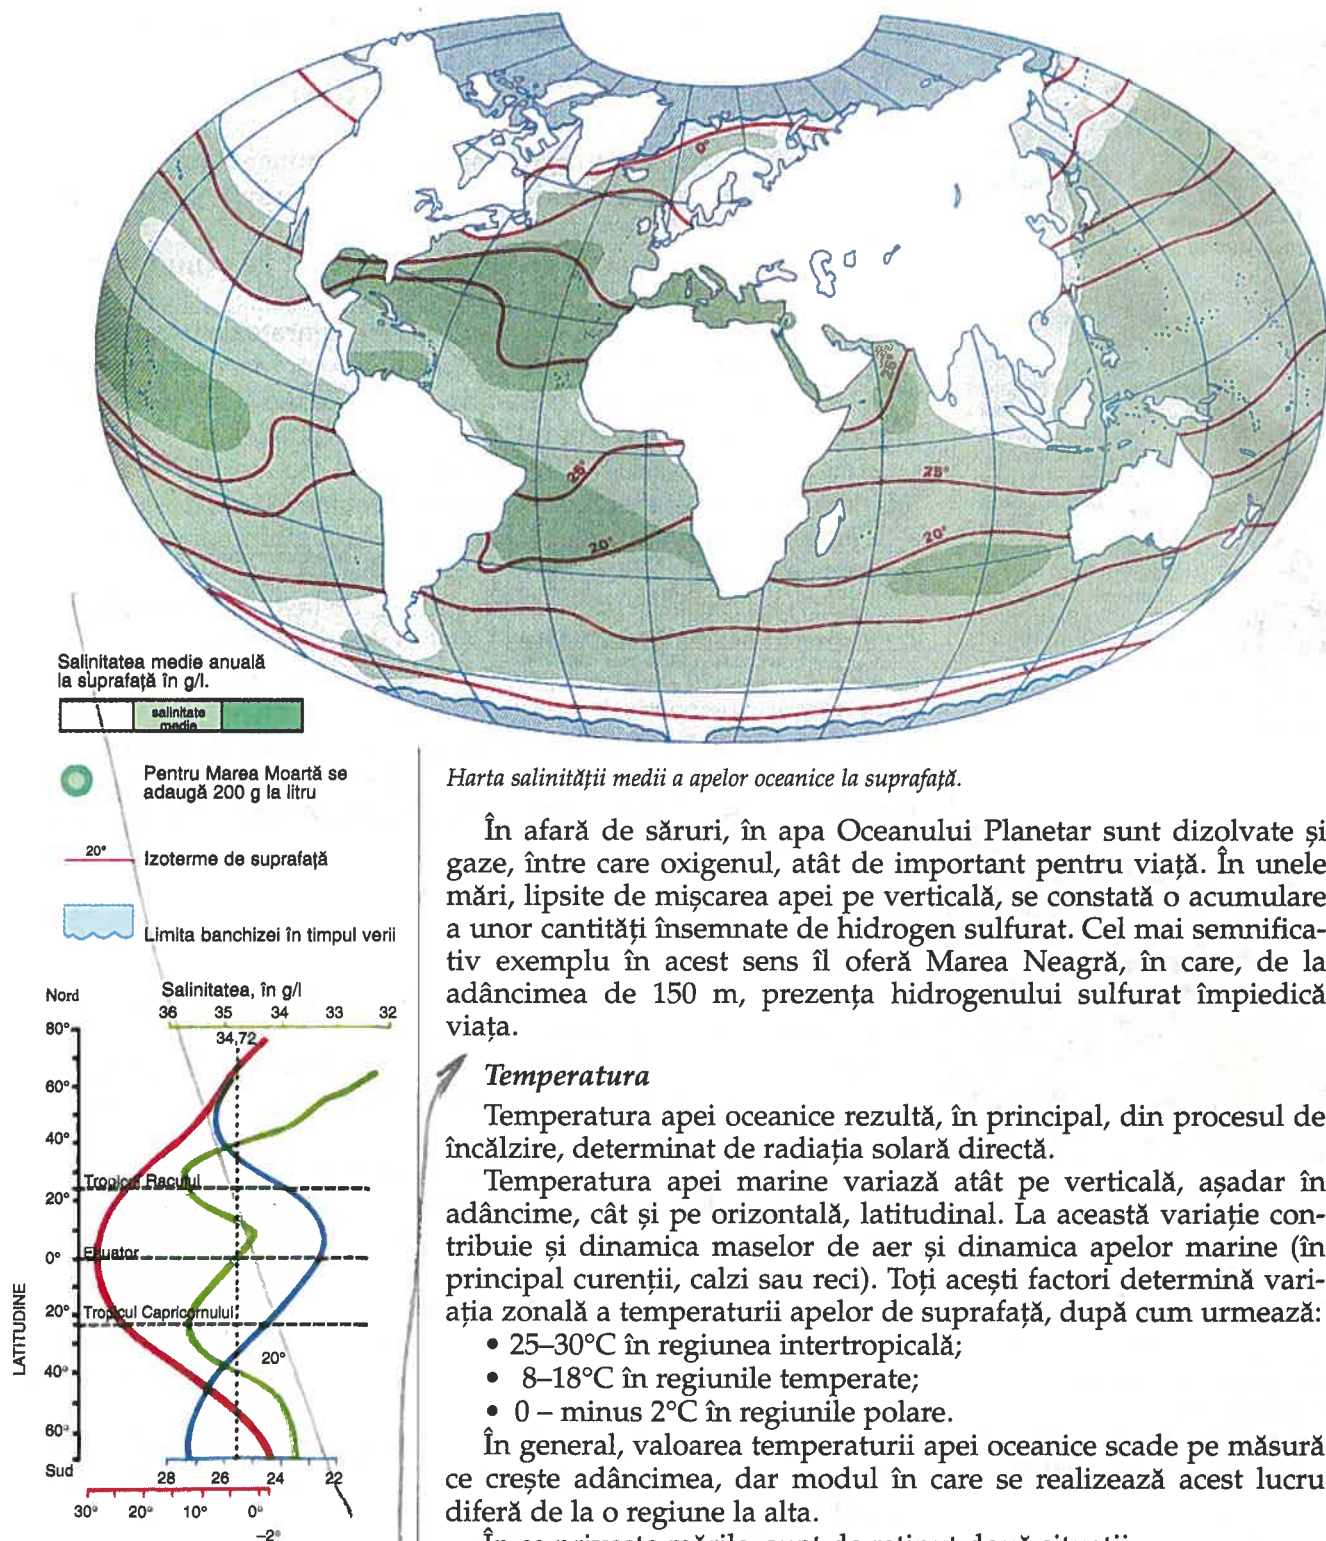 0°
25°
25°
20°
25°
20°
Salinitatea medie anuală
la suprafață în g/l.
salinitate
medie
Pentru Marea Moartă se
adaugă 200 g la litru
20°
Izoterme de suprafață
Limita banchizei în timpul verii
Nord
Salinitatea, în g/l
36 35 34 33 32
34,72
80°
60°
40°
Tropicul Racului
20°
Ekuator
0°
20°
Tropicul Capricornului
20°
40°
60°
Sud
LATITUDINE
28 26 24 22
30° 20° 10° 0°
–2°
Harta salinității medii a apelor oceanice la suprafață.
În afară de săruri, în apa Oceanului Planetar sunt dizolvate și
gaze, între care oxigenul, atât de important pentru viață. În unele
mări, lipsite de mișcarea apei pe verticală, se constată o acumulare
a unor cantități însemnate de hidrogen sulfurat. Cel mai semnifica-
tiv exemplu în acest sens îl oferă Marea Neagră, în care, de la
adâncimea de 150 m, prezența hidrogenului sulfurat împiedică
viața.
Temperatura
Temperatura apei oceanice rezultă, în principal, din procesul de
încălzire, determinat de radiația solară directă.
Temperatura apei marine variază atât pe verticală, așadar în
adâncime, cât și pe orizontală, latitudinal. La această variație con-
tribuie și dinamica maselor de aer și dinamica apelor marine (în
principal curenții, calzi sau reci). Toți acești factori determină vari-
ația zonală a temperaturii apelor de suprafață, după cum urmează:
• 25–30°C în regiunea intertropicală;
• 8–18°C în regiunile temperate;
• 0 – minus 2°C în regiunile polare.
În general, valoarea temperaturii apei oceanice scade pe măsură
ce crește adâncimea, dar modul în care se realizează acest lucru
diferă de la o regiune la alta.
În ce privește mările, sunt de reținut două situații